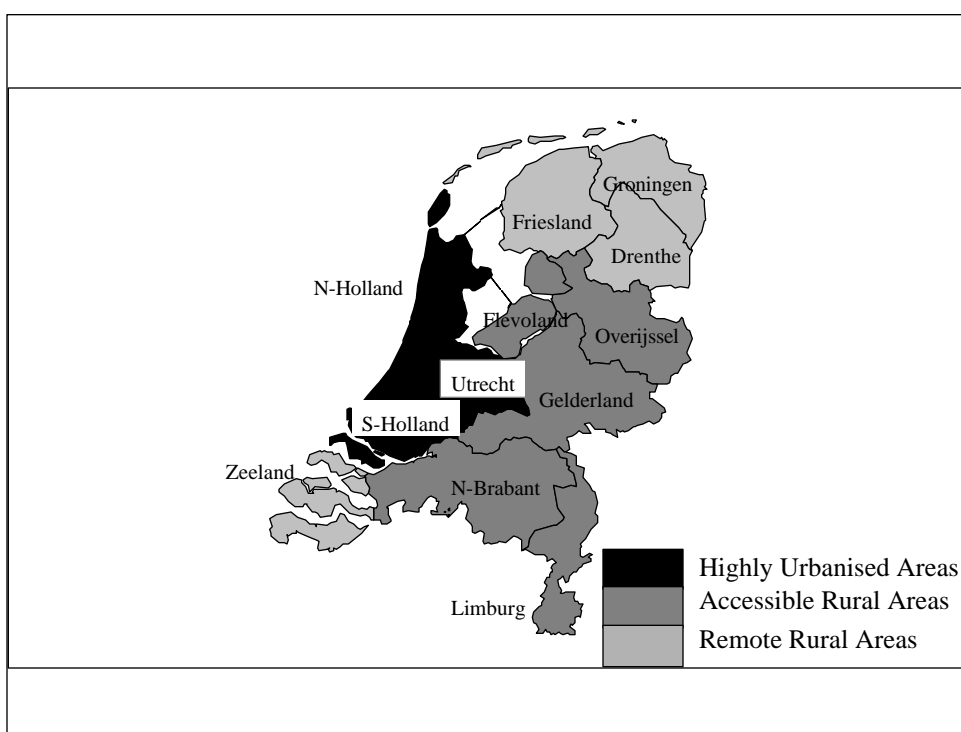 Groningen
Friesland
Drenthe
N-Holland
Flevoland
Overijssel
Utrecht
Gelderland
S-Holland
Zeeland
N-Brabant
Limburg
Highly Urbanised Areas
Accessible Rural Areas
Remote Rural Areas